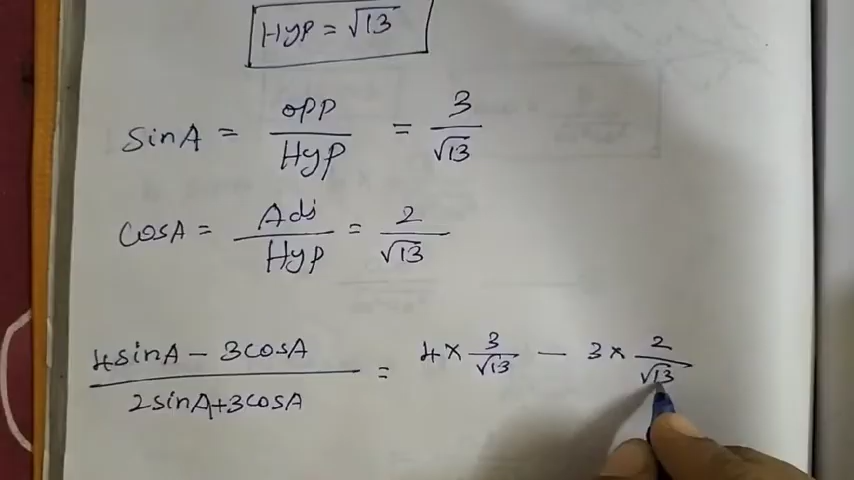 Hyp = √13
SinA = opp/Hyp = 3/√13
CosA = Adj/Hyp = 2/√13
4sinA - 3cosA / 2sinA+3cosA = 4 × 3/√13 - 3 × 2/√13